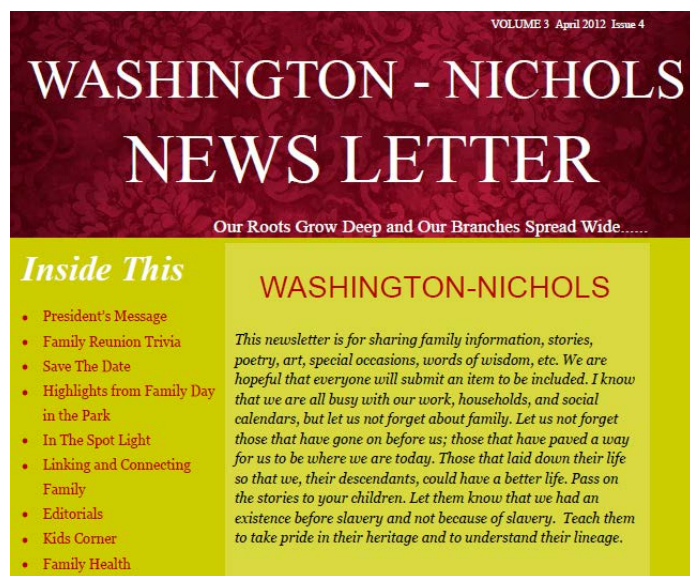 VOLUME 3 April 2012 Issue 4
WASHINGTON - NICHOLS
NEWS LETTER
Our Roots Grow Deep and Our Branches Spread Wide......
Inside This
• President's Message
• Family Reunion Trivia
• Save The Date
• Highlights from Family Day
in the Park
• In The Spot Light
• Linking and Connecting
Family
• Editorials
• Kids Corner
• Family Health
WASHINGTON-NICHOLS
This newsletter is for sharing family information, stories,
poetry, art, special occasions, words of wisdom, etc. We are
hopeful that everyone will submit an item to be included. I know
that we are all busy with our work, households, and social
calendars, but let us not forget about family. Let us not forget
those that have gone on before us; those that have paved a way
for us to be where we are today. Those that laid down their life
so that we, their descendants, could have a better life. Pass on
the stories to your children. Let them know that we had an
existence before slavery and not because of slavery. Teach them
to take pride in their heritage and to understand their lineage.